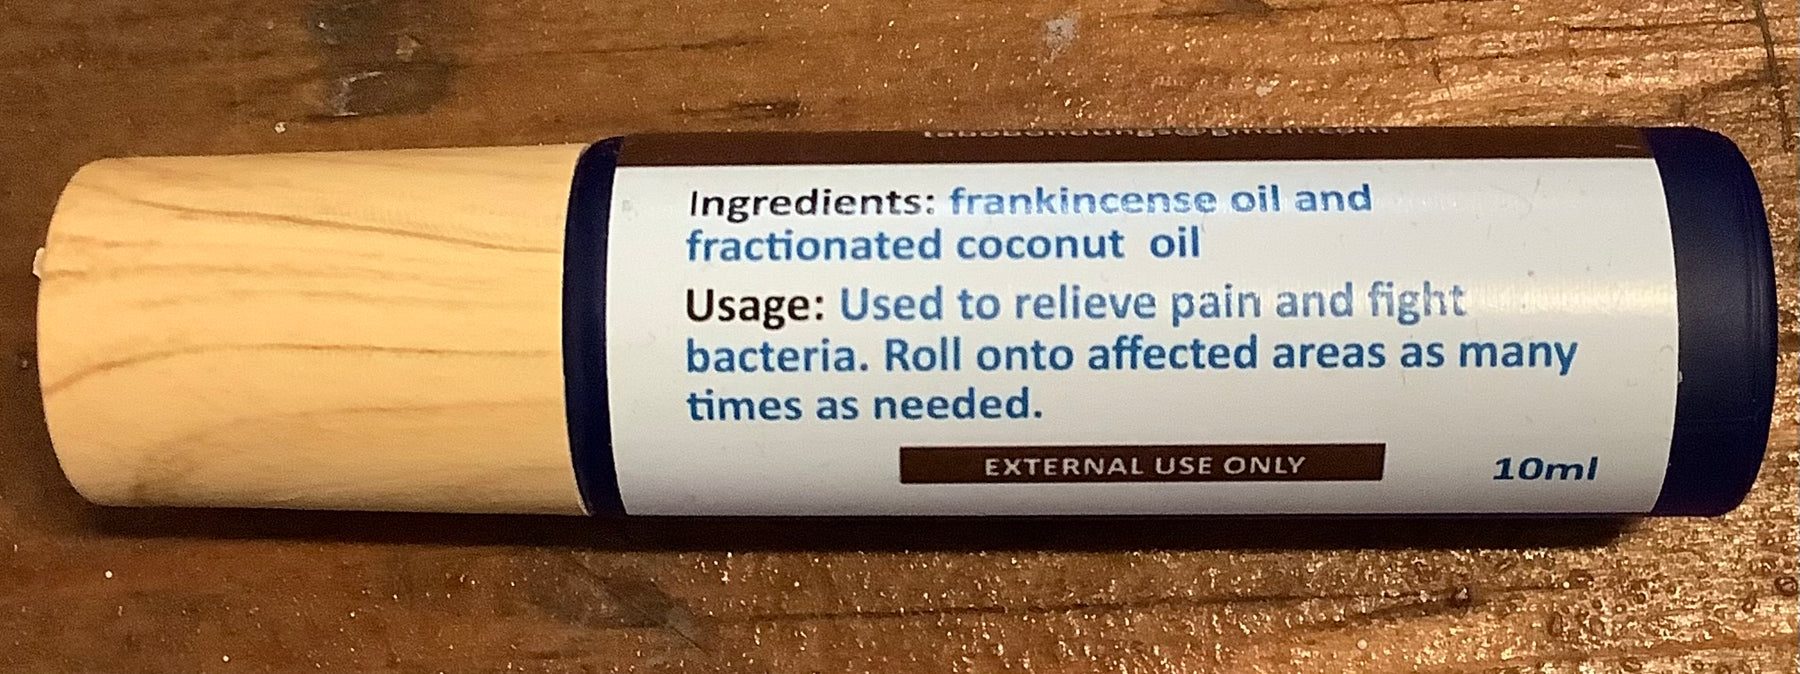 Ingredients: frankincense oil and
fractionated coconut oil
Usage: Used to relieve pain and fight
bacteria. Roll onto affected areas as many
times as needed.
EXTERNAL USE ONLY
10ml